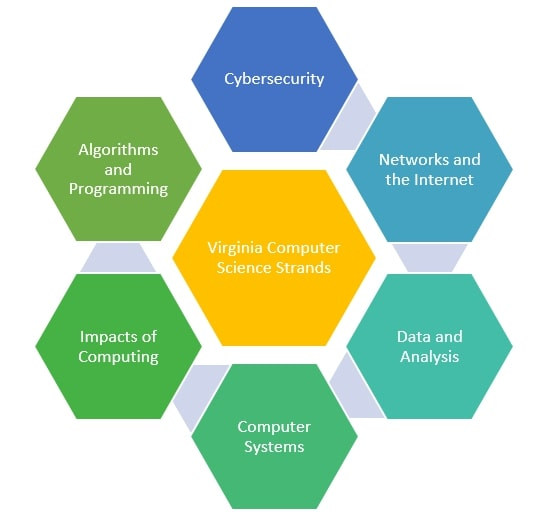 Cybersecurity
Algorithms
and
Programming
Networks and
the Internet
Virginia Computer
Science Strands
Impacts of
Computing
Data and
Analysis
Computer
Systems